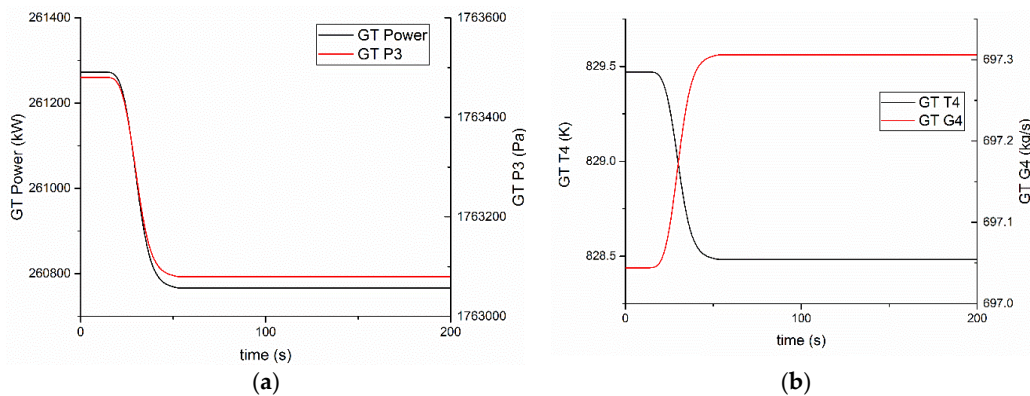 261400
261200
261000
260800
GT Power (kW)
GT Power
GT P3
1763600
1763400
1763200
1763000
GT P3 (Pa)
0
100
200
time (s)
(a)
829.5
829.0
828.5
GT T4 (K)
GT T4
GT G4
697.3
697.2
697.1
697.0
GT G4 (kg/s)
0
100
200
time (s)
(b)